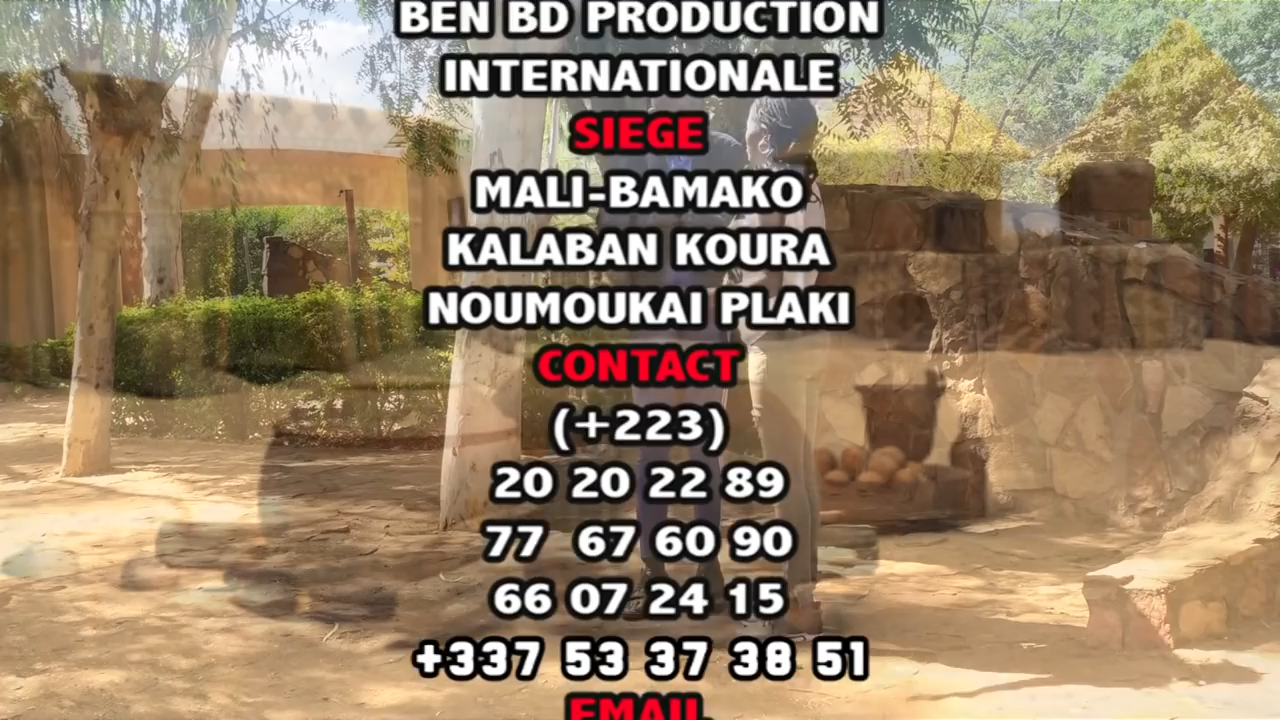 BEN BD PRODUCTION
INTERNATIONALE
SIEGE
MALI-BAMAKO
KALABAN KOURA
NOUMOUKAI PLAKI
CONTACT
(+223)
20 20 22 89
77 67 60 90
66 07 24 15
+337 53 37 38 51
EMAIL